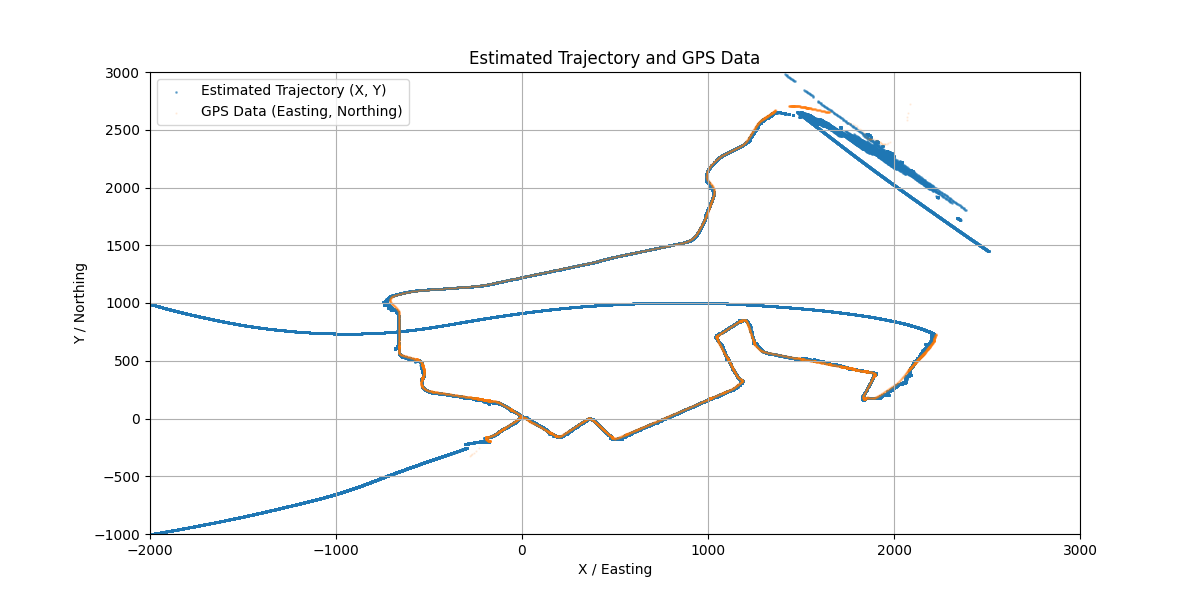 Estimated Trajectory and GPS Data
Estimated Trajectory (X, Y)
GPS Data (Easting, Northing)
3000
2500
2000
1500
1000
500
0
−500
−1000
Y / Northing
−2000 −1000 0 1000 2000 3000
X / Easting